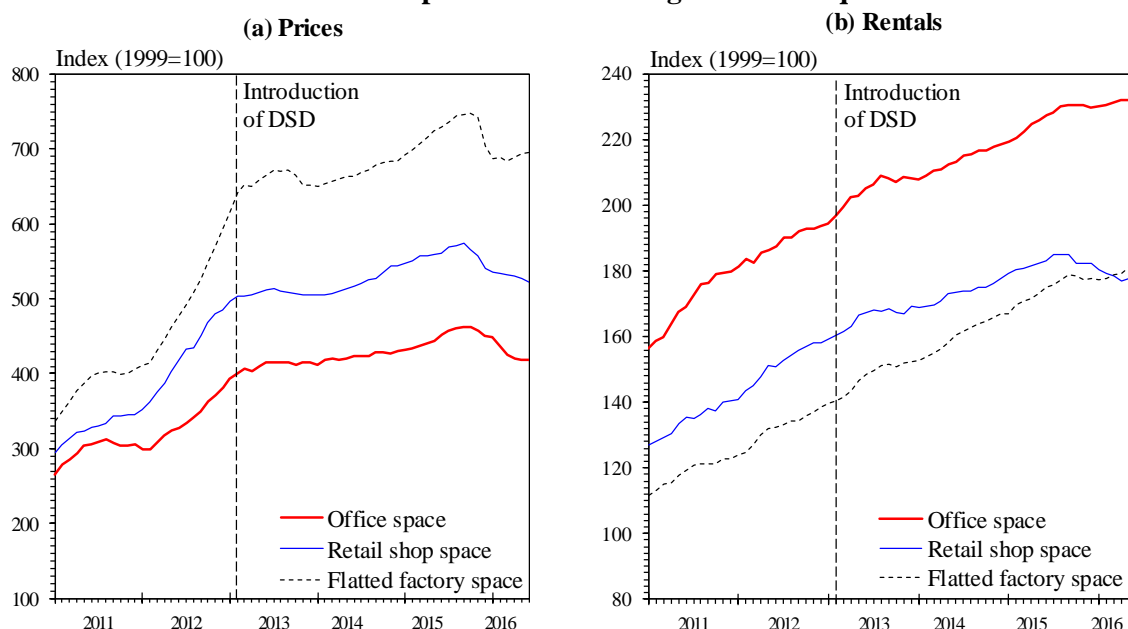 (a) Prices
Index (1999=100)
800
700
600
500
400
300
200
100
Introduction
of DSD
Office space
Retail shop space
Flatted factory space
2011 2012 2013 2014 2015 2016
(b) Rentals
Index (1999=100)
240
220
200
180
160
140
120
100
80
Introduction
of DSD
Office space
Retail shop space
Flatted factory space
2011 2012 2013 2014 2015 2016